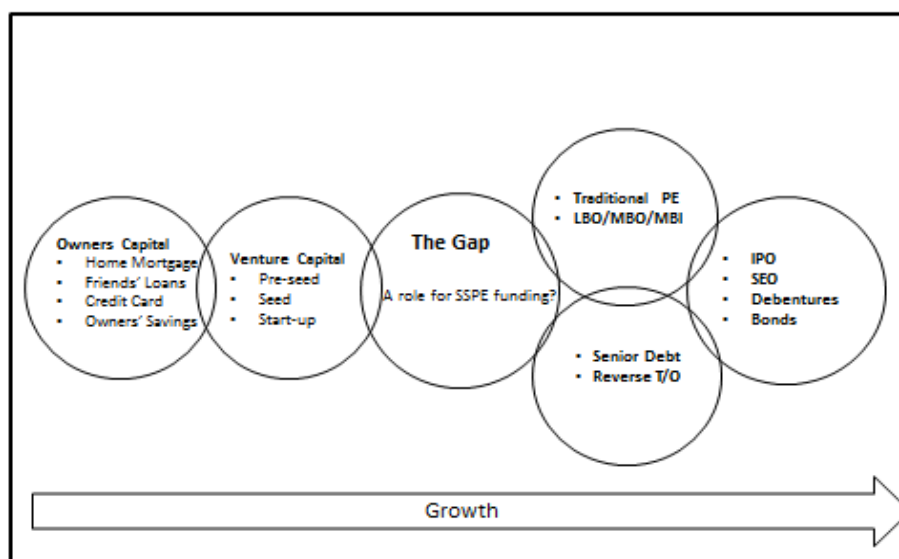 Owners Capital
▪ Home Mortgage
▪ Friends' Loans
▪ Credit Card
▪ Owners' Savings
Venture Capital
▪ Pre-seed
▪ Seed
▪ Start-up
The Gap
A role for SSPE funding?
▪ Traditional PE
▪ LBO/MBO/MBI
▪ Senior Debt
▪ Reverse T/O
▪ IPO
▪ SEO
▪ Debentures
▪ Bonds
Growth